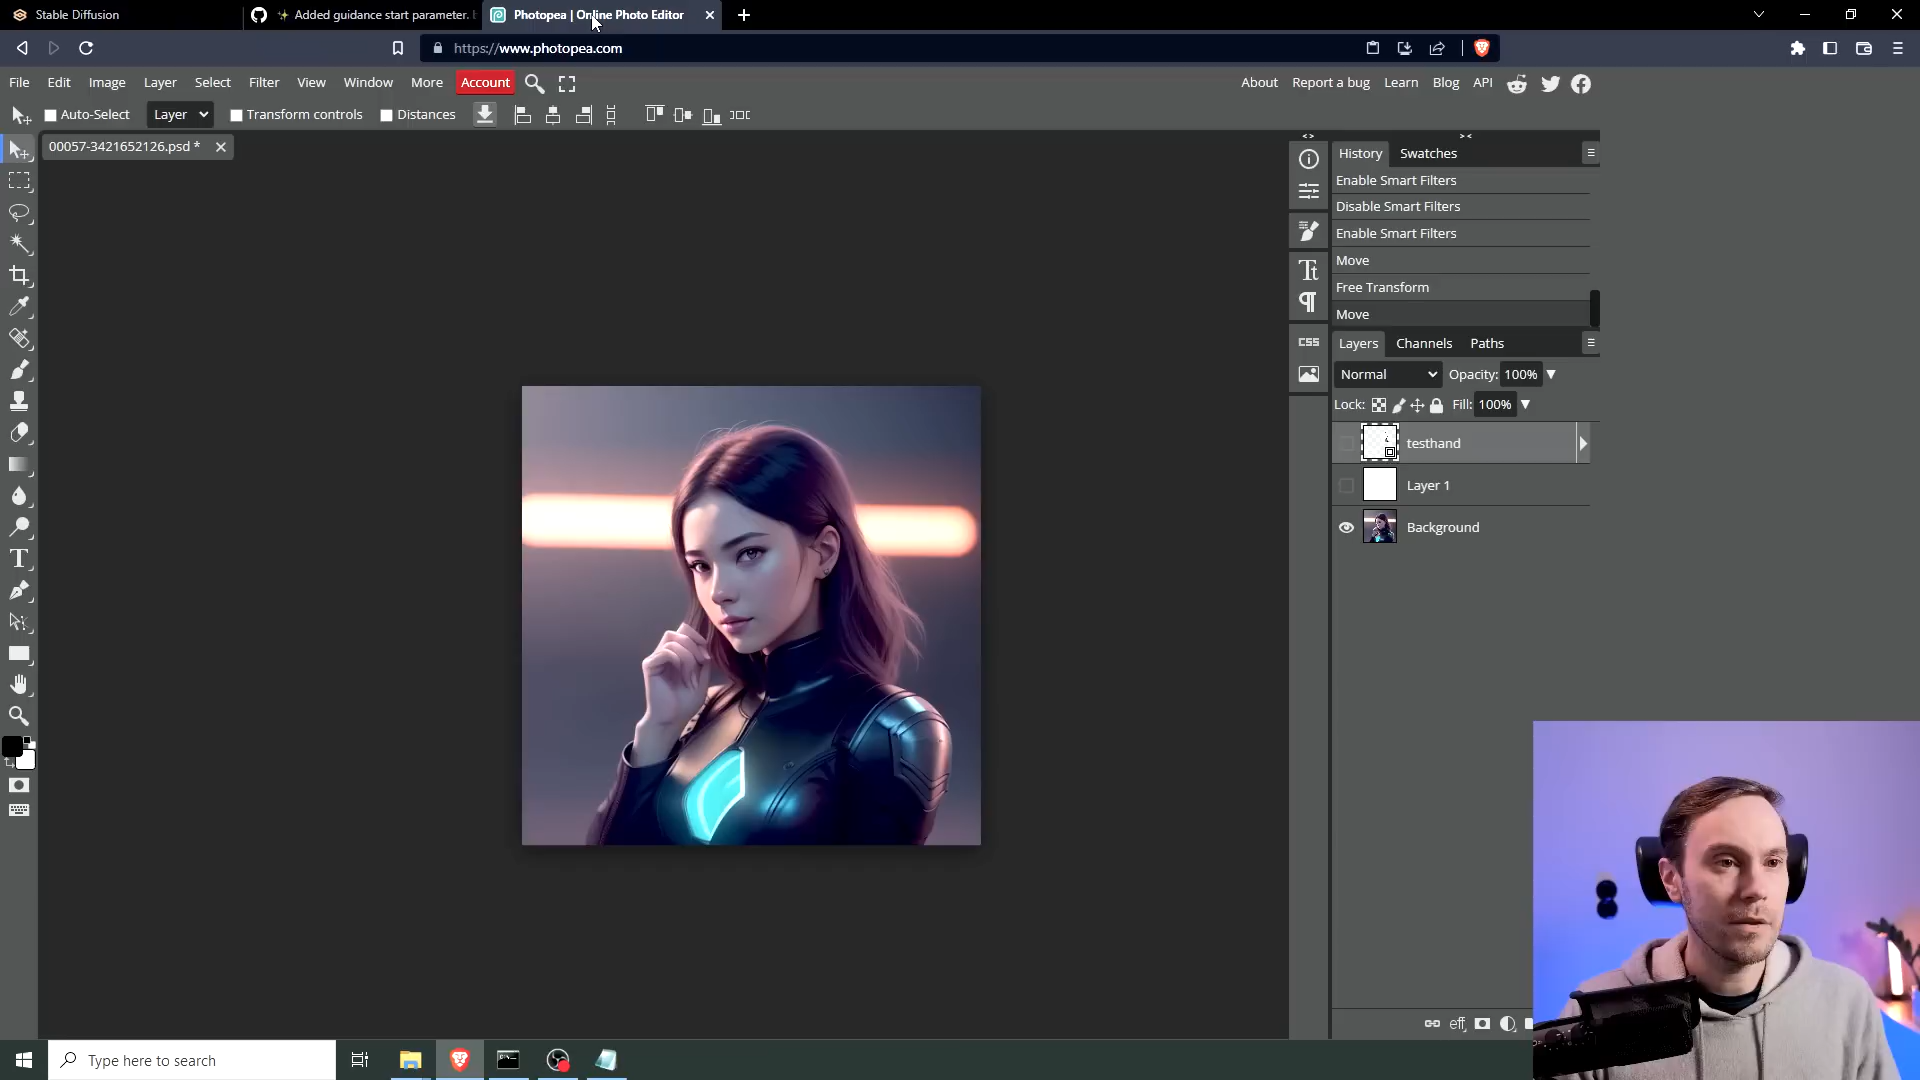 Stable Diffusion
Added guidance start parameter.
Photopea | Online Photo Editor
https://www.photopea.com
File Edit Image Layer Select Filter View Window More Account
About Report a bug Learn Blog API
Auto-Select Layer Transform controls Distances
00057-3421652126.psd *
History Swatches
Enable Smart Filters
Disable Smart Filters
Enable Smart Filters
Move
Free Transform
Move
CSS
Layers Channels Paths
Normal Opacity: 100%
Lock: Fill: 100%
testhand
Layer 1
Background
eff
Type here to search